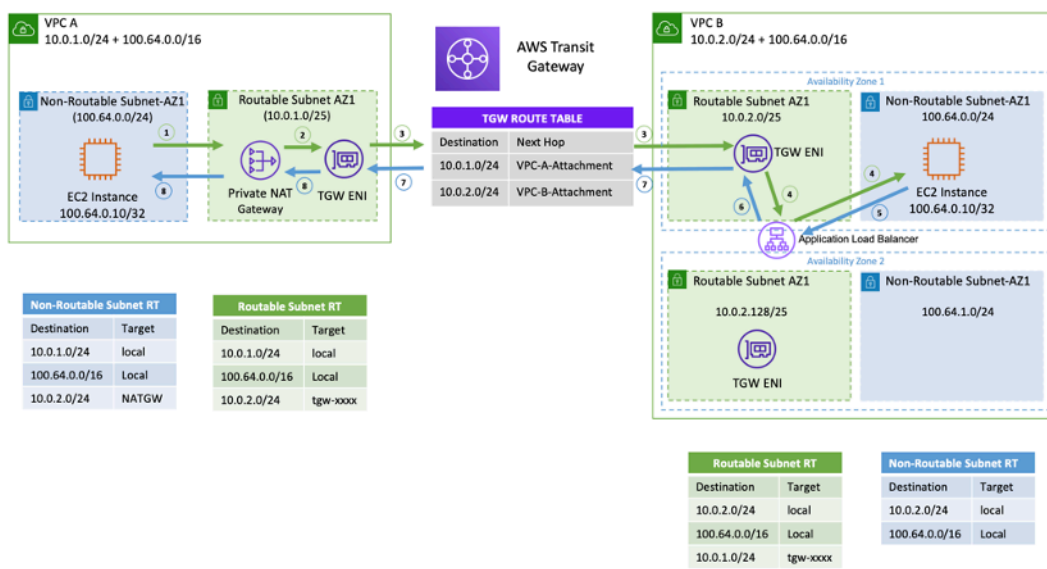 VPC A
10.0.1.0/24 + 100.64.0.0/16
Non-Routable Subnet-AZ1
(100.64.0.0/24)
1
EC2 Instance
100.64.0.10/32
8
Routable Subnet AZ1
(10.0.1.0/25)
2
Private NAT
Gateway
8
TGW ENI
3
7
AWS Transit
Gateway
TGW ROUTE TABLE
Destination Next Hop
10.0.1.0/24 VPC-A-Attachment
10.0.2.0/24 VPC-B-Attachment
3
7
VPC B
10.0.2.0/24 + 100.64.0.0/16
Availability Zone 1
Routable Subnet AZ1
10.0.2.0/25
TGW ENI
4
6
Non-Routable Subnet-AZ1
100.64.0.0/24
4
EC2 Instance
100.64.0.10/32
5
Application Load Balancer
Availability Zone 2
Routable Subnet AZ1
10.0.2.128/25
TGW ENI
Non-Routable Subnet-AZ1
100.64.1.0/24
Non-Routable Subnet RT
Destination Target
10.0.1.0/24 local
100.64.0.0/16 Local
10.0.2.0/24 NATGW
Routable Subnet RT
Destination Target
10.0.1.0/24 local
100.64.0.0/16 Local
10.0.2.0/24 tgw-xxxx
Routable Subnet RT
Destination Target
10.0.2.0/24 local
100.64.0.0/16 Local
10.0.1.0/24 tgw-xxxx
Non-Routable Subnet RT
Destination Target
10.0.2.0/24 local
100.64.0.0/16 Local